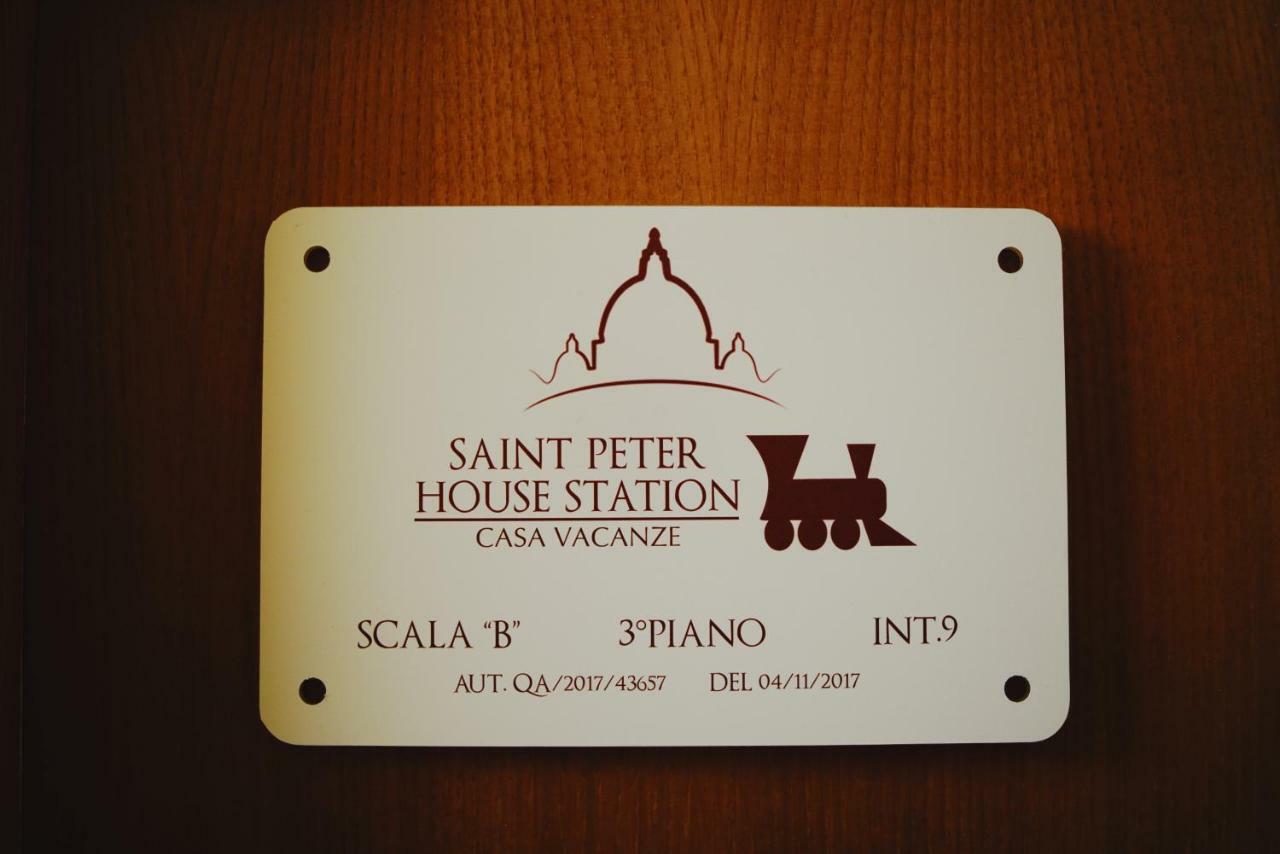 SAINT PETER
HOUSE STATION
CASA VACANZE
SCALA “B” 3°PIANO INT.9
AUT. QA/2017/43657 DEL 04/11/2017